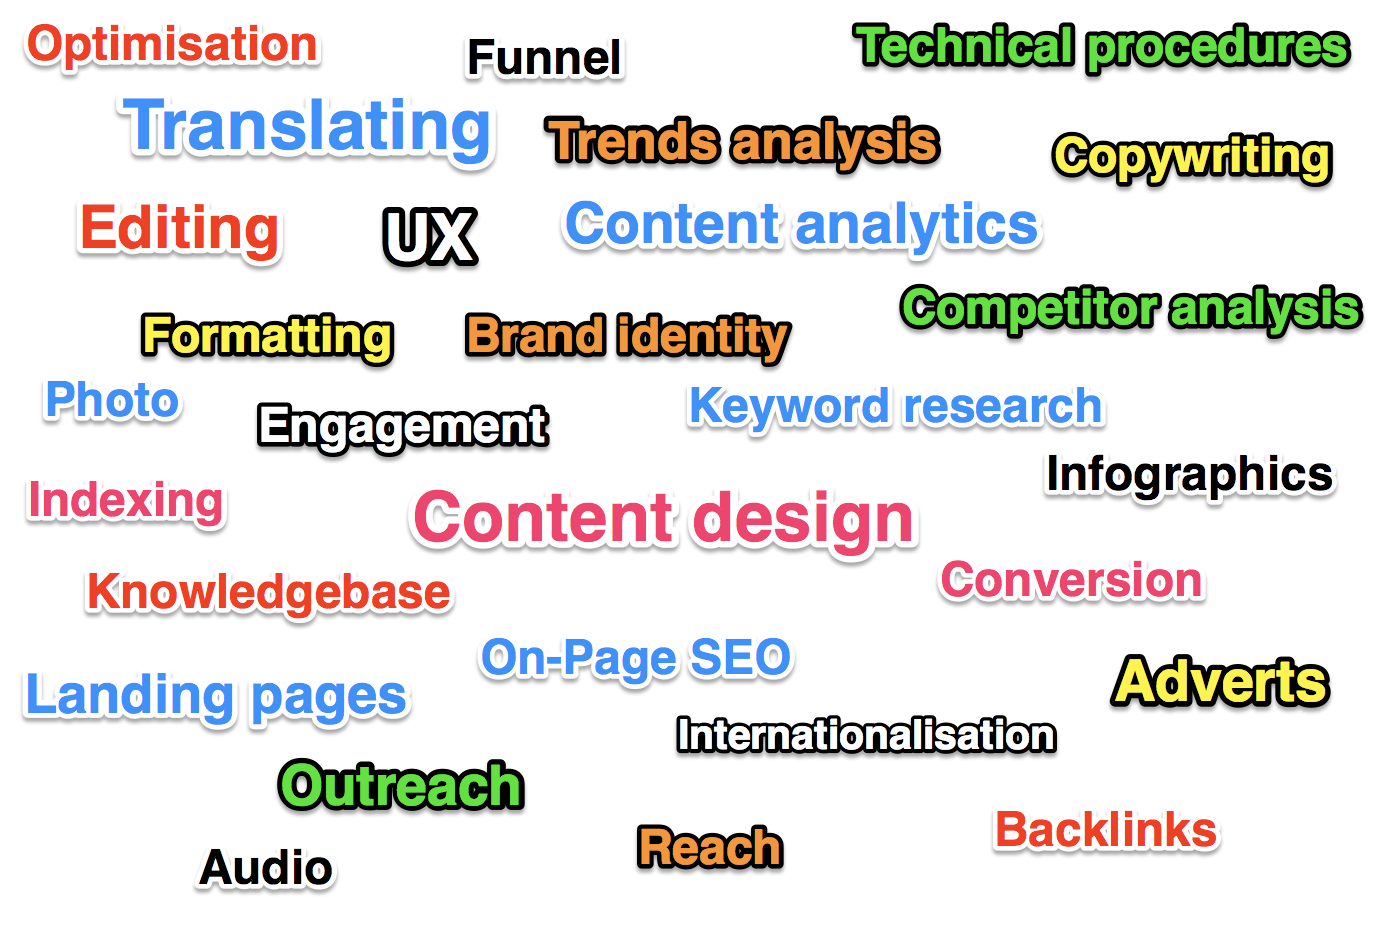 Optimisation
Funnel
Technical procedures
Translating
Trends analysis
Copywriting
Editing
UX
Content analytics
Competitor analysis
Formatting
Brand identity
Photo
Engagement
Keyword research
Infographics
Indexing
Content design
Conversion
Knowledgebase
On-Page SEO
Landing pages
Adverts
Internationalisation
Outreach
Reach
Backlinks
Audio